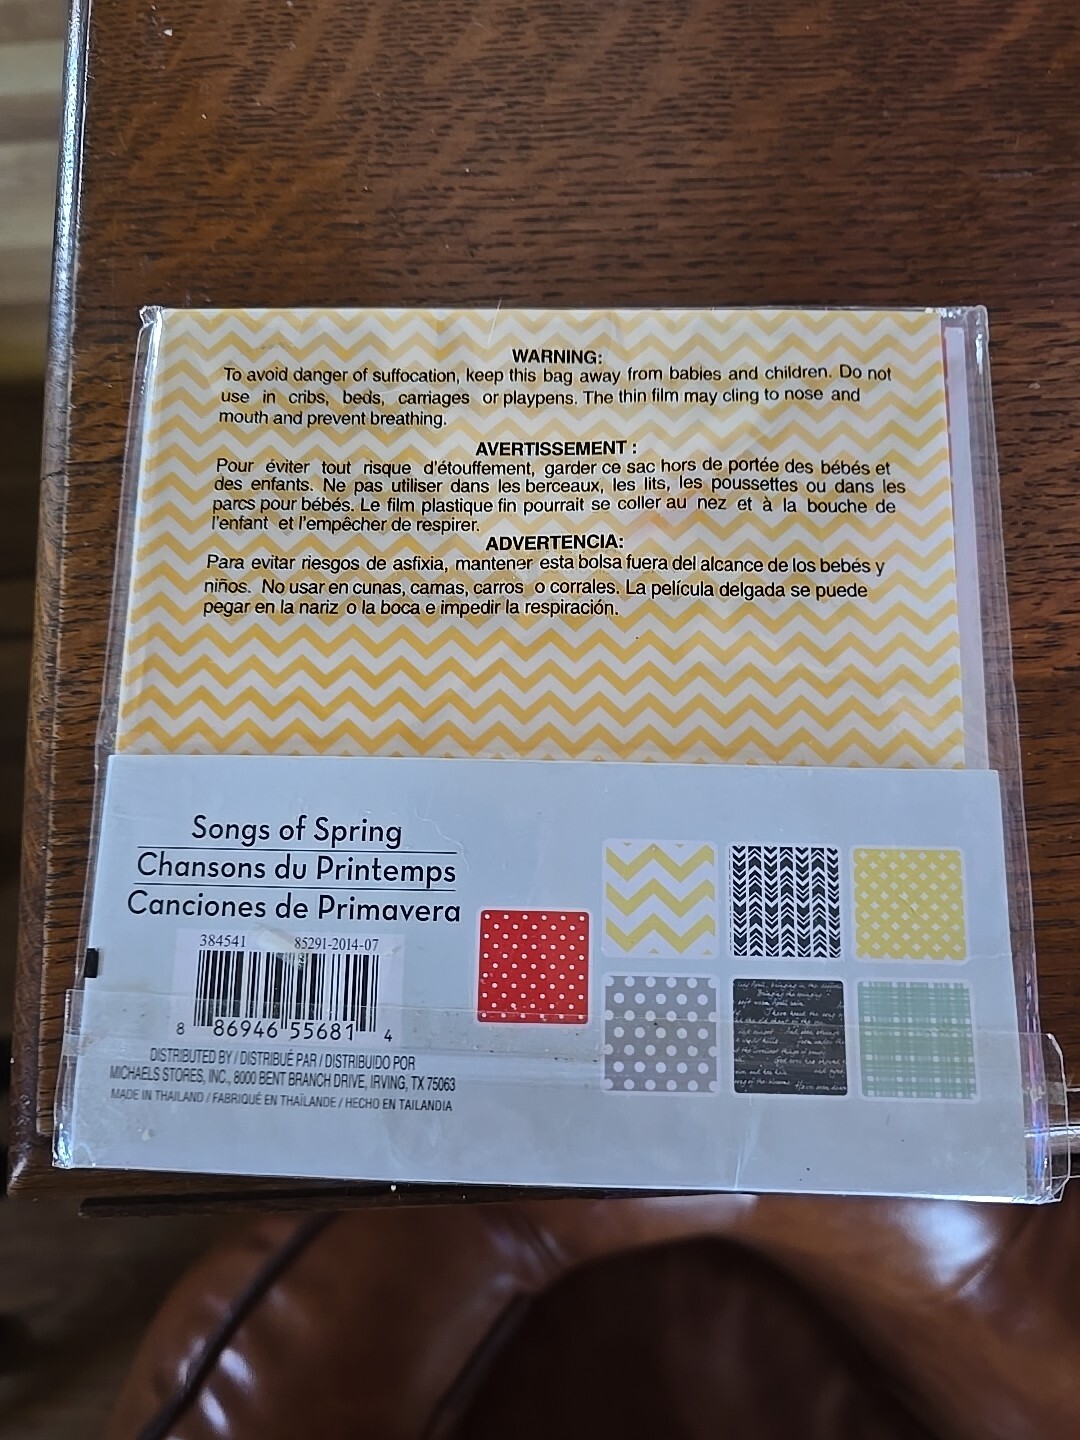 WARNING:
To avoid danger of suffocation, keep this bag away from babies and children. Do not
use in cribs, beds, carriages or playpens. The thin film may cling to nose and
mouth and prevent breathing.
AVERTISSEMENT :
Pour éviter tout risque d'étouffement, garder ce sac hors de portée des bébés et
des enfants. Ne pas utiliser dans les berceaux, les lits, les poussettes ou dans les
parcs pour bébés. Le film plastique fin pourrait se coller au nez et à la bouche de
l'enfant et l'empêcher de respirer.
ADVERTENCIA:
Para evitar riesgos de asfixia, mantener esta bolsa fuera del alcance de los bebés y
niños. No usar en cunas, camas, carros o corrales. La película delgada se puede
pegar en la nariz o la boca e impedir la respiración.
Songs of Spring
Chansons du Printemps
Canciones de Primavera
384541 85291-2014-07
8 86946 55681 4
DISTRIBUTED BY / DISTRIBUÉ PAR / DISTRIBUIDO POR
MICHAELS STORES, INC., 8000 BENT BRANCH DRIVE, IRVING, TX 75063
MADE IN THAILAND / FABRIQUÉ EN THAÏLANDE / HECHO EN TAILANDIA